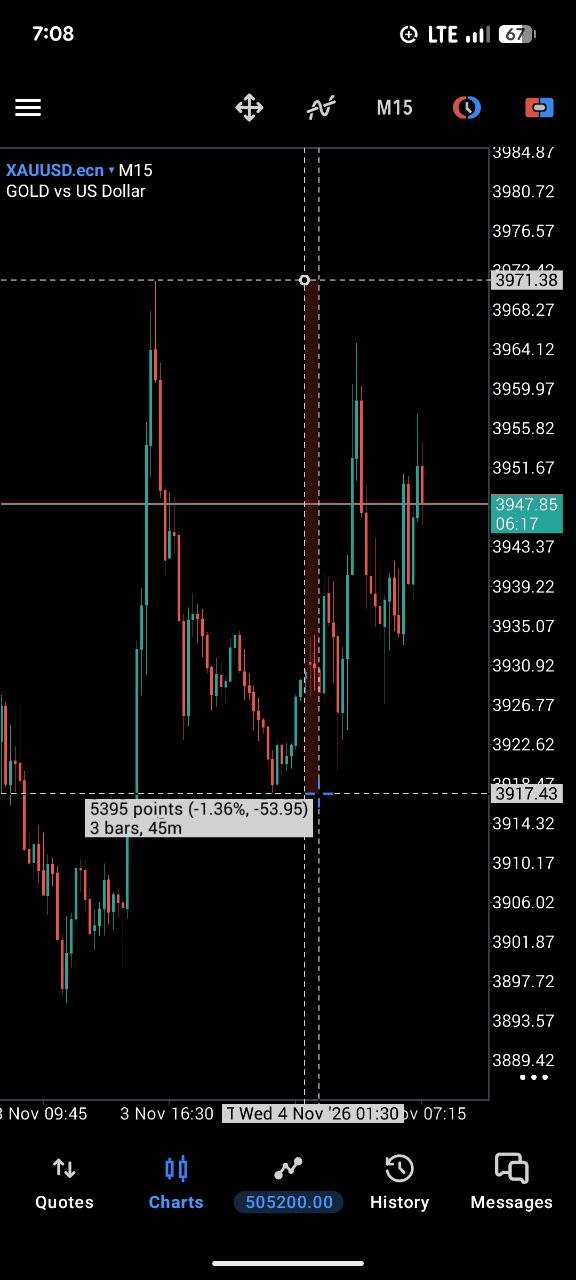 7:08
LTE
67
M15
XAUUSD.ecn ▾ M15
GOLD vs US Dollar
3984.87
3980.72
3976.57
3971.38
3968.27
3964.12
3959.97
3955.82
3951.67
3947.85
06:17
3943.37
3939.22
3935.07
3930.92
3926.77
3922.62
3917.43
5395 points (-1.36%, -53.95)
3 bars, 45m
3914.32
3910.17
3906.02
3901.87
3897.72
3893.57
3889.42
3 Nov 09:45
3 Nov 16:30
Wed 4 Nov '26 01:30
07:15
Quotes
Charts
505200.00
History
Messages